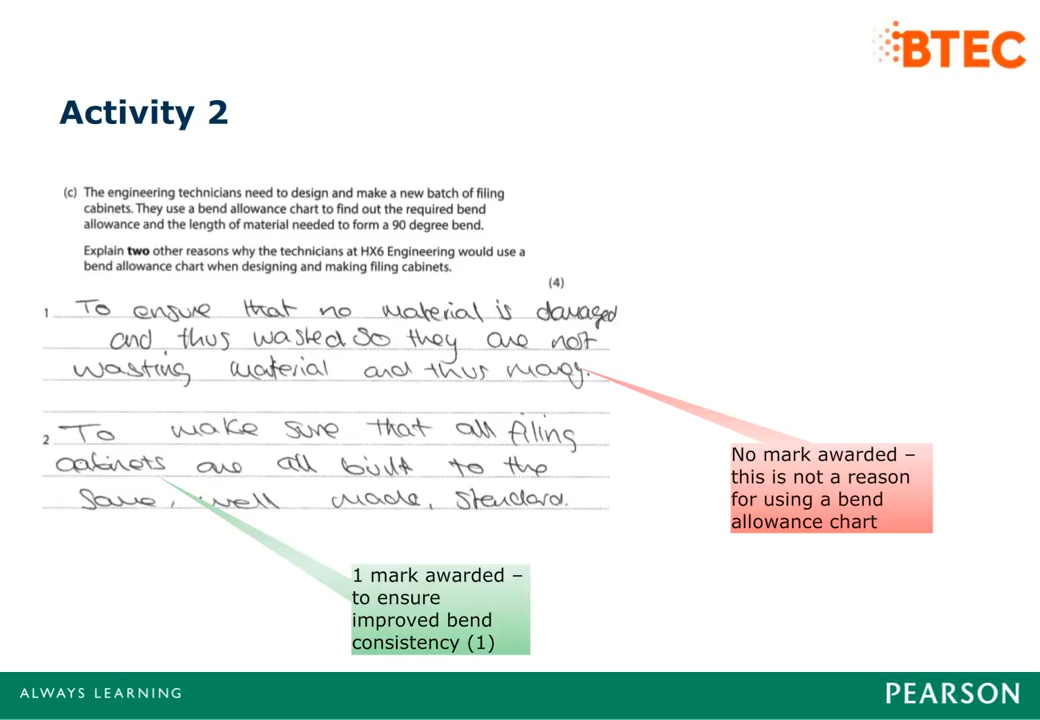 BTEC
Activity 2
(c) The engineering technicians need to design and make a new batch of filing
cabinets. They use a bend allowance chart to find out the required bend
allowance and the length of material needed to form a 90 degree bend.
Explain two other reasons why the technicians at HX6 Engineering would use a
bend allowance chart when designing and making filing cabinets.
(4)
1 To ensure that no material is damaged
and thus wasted so they are not
wasting material and thus
2 To make sure that all filing
cabinets are all built to the
same, well made, standard.
No mark awarded –
this is not a reason
for using a bend
allowance chart
1 mark awarded –
to ensure
improved bend
consistency (1)
ALWAYS LEARNING
PEARSON